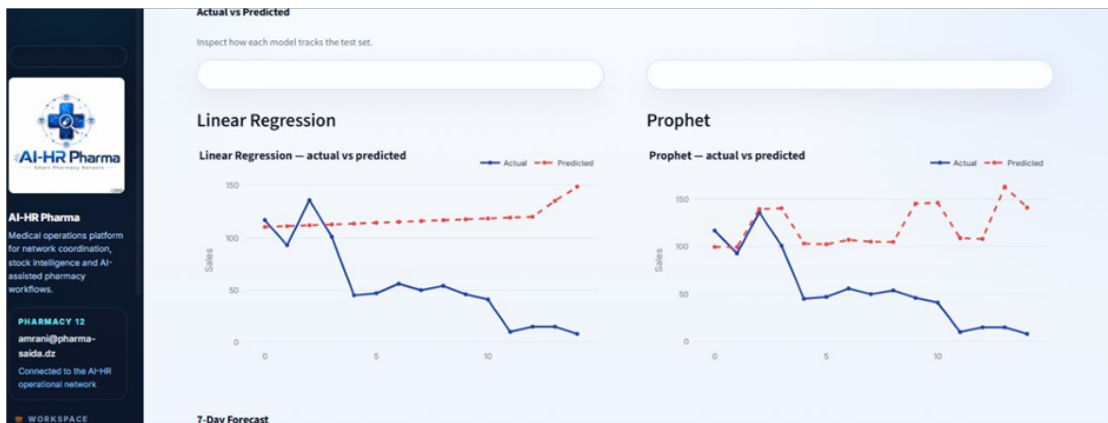 Actual vs Predicted
Inspect how each model tracks the test set.
AI-HR Pharma
Smart Pharmacy Network
AI-HR Pharma
Medical operations platform
for network coordination,
stock intelligence and AI-
assisted pharmacy
workflows.
PHARMACY 12
amrani@pharma-
saida.dz
Connected to the AI-HR
operational network
WORKSPACE
Linear Regression
Linear Regression — actual vs predicted
Actual Predicted
Sales
150
100
50
0
0 5 10
Prophet
Prophet — actual vs predicted
Actual Predicted
Sales
150
100
50
0
0 5 10
7-Day Forecast